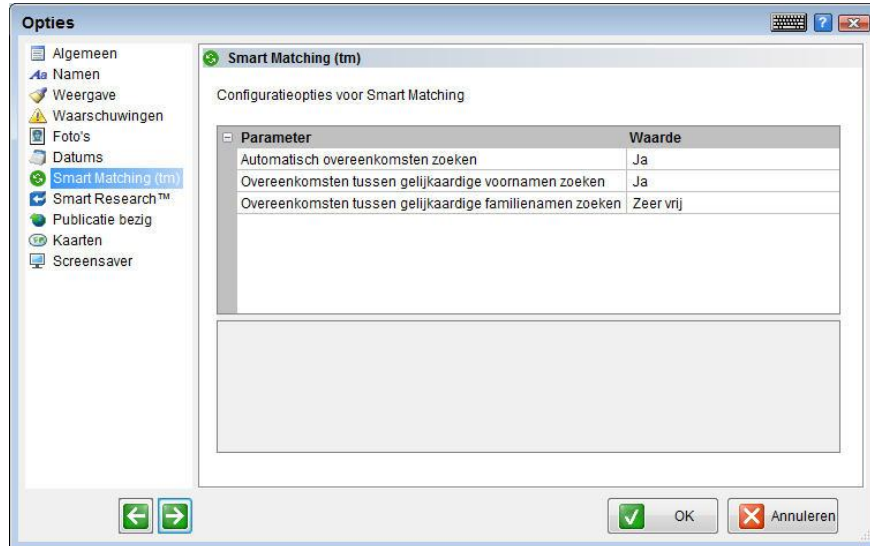 Opties
Algemeen
Namen
Weergave
Waarschuwingen
Foto's
Datums
Smart Matching (tm)
Smart Research™
Publicatie bezig
Kaarten
Screensaver
Smart Matching (tm)
Configuratieopties voor Smart Matching
Parameter Waarde
Automatisch overeenkomsten zoeken Ja
Overeenkomsten tussen gelijkaardige voornamen zoeken Ja
Overeenkomsten tussen gelijkaardige familienamen zoeken Zeer vrij
OK Annuleren